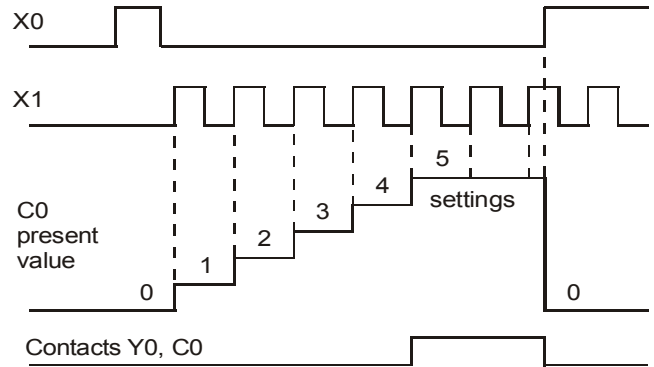 X0
X1
C0
present
value
0
1
2
3
4
5
settings
0
Contacts Y0, C0